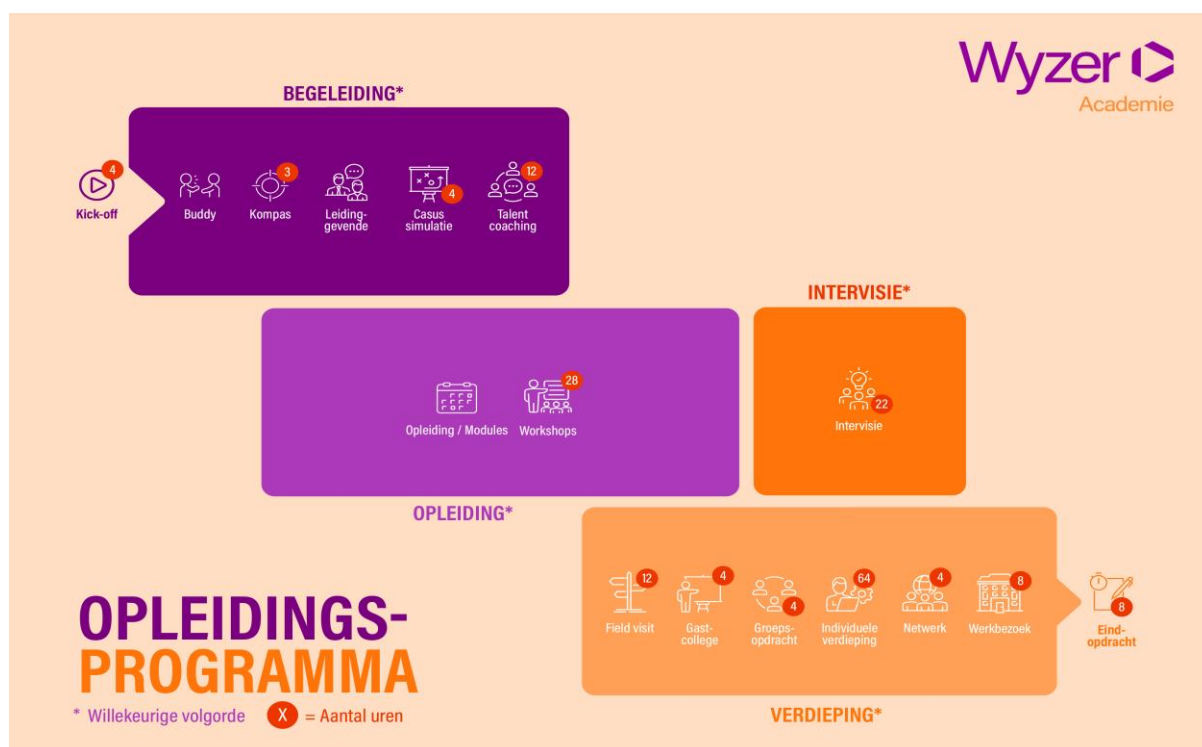 Wyzer
Academie
BEGELEIDING*
4
Kick-off
Buddy
3
Kompas
Leiding-
gevende
4
Casus
simulatie
12
Talent
coaching
INTERVISIE*
22
Intervisie
Opleiding / Modules
28
Workshops
OPLEIDING*
12
Field visit
4
Gast-
college
4
Groeps-
opdracht
64
Individuele
verdieping
4
Netwerk
8
Werkbezoek
8
Eind-
opdracht
VERDIEPING*
OPLEIDINGS-
PROGRAMMA
* Willekeurige volgorde X = Aantal uren